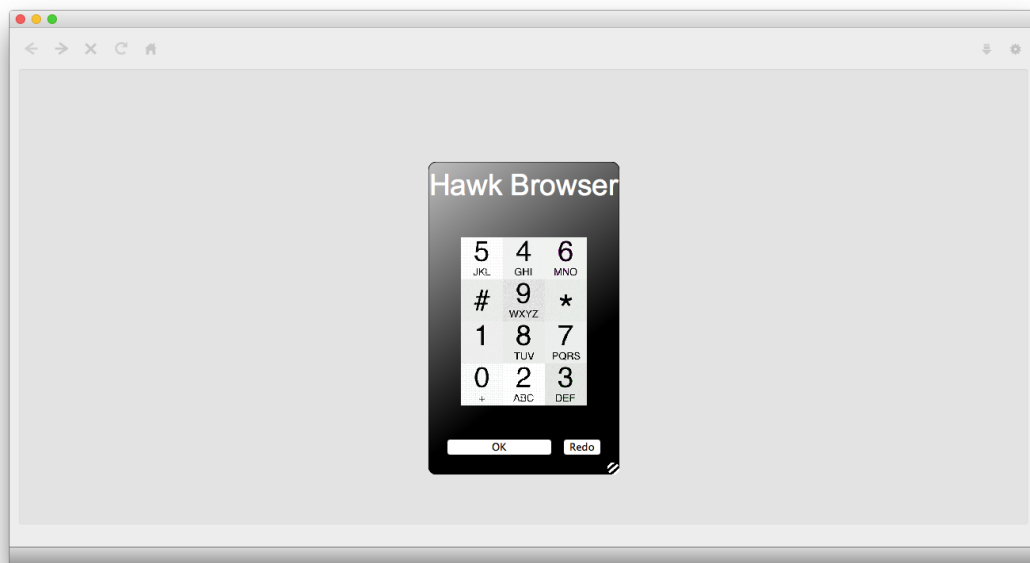 Hawk Browser
5 4 6
JKL GHI MNO
# 9 *
WXYZ
1 8 7
TUV PQRS
0 2 3
+ ABC DEF
OK Redo